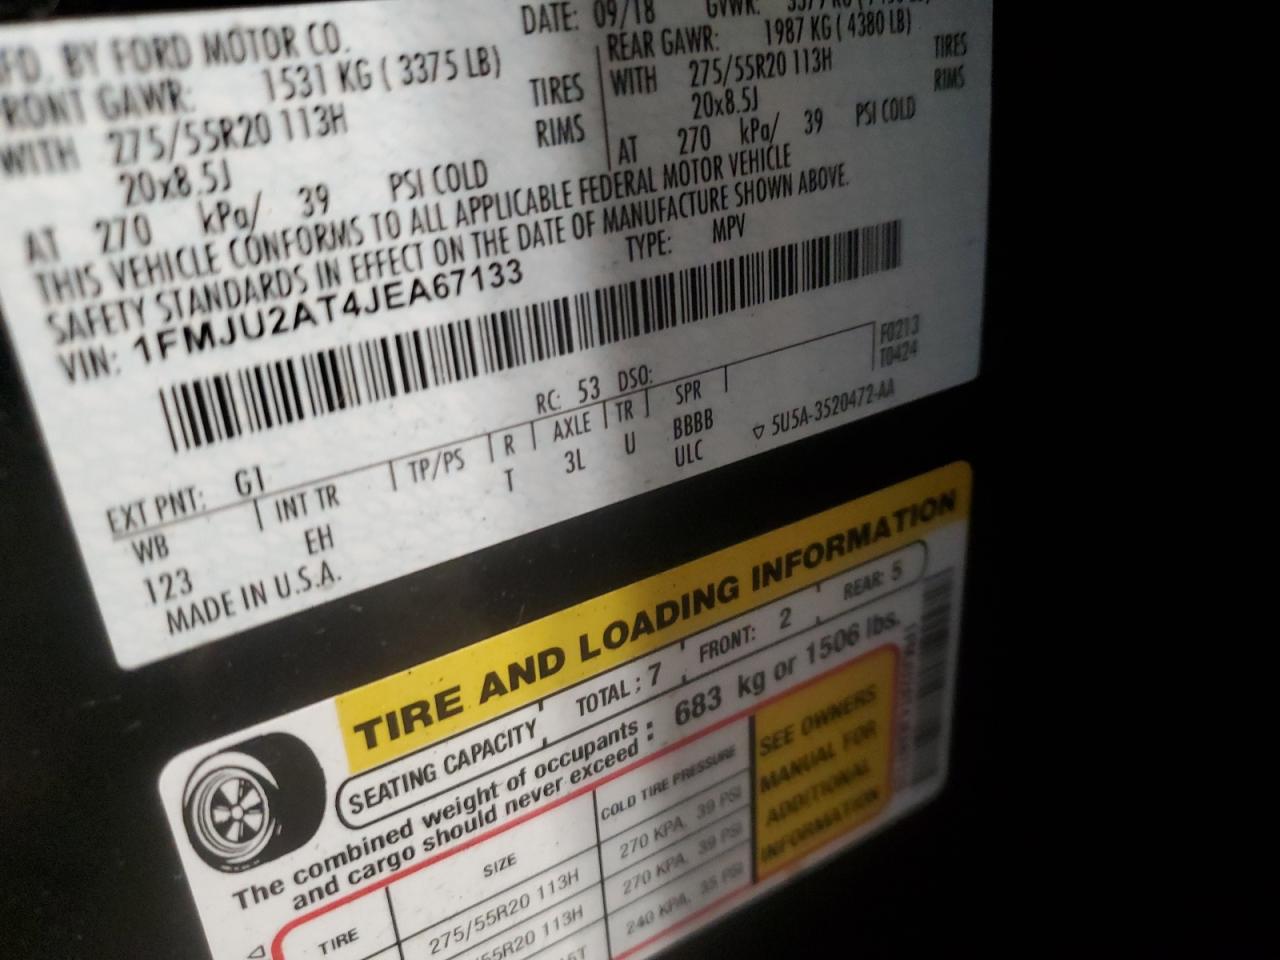 FD. BY FORD MOTOR CO.
DATE: 09/18 GVWR:
RONT GAWR: 1531 KG ( 3375 LB)
REAR GAWR: 1987 KG ( 4380 LB)
WITH 275/55R20 113H TIRES
WITH 275/55R20 113H TIRES
20x8.5J RIMS
20x8.5J RIMS
AT 270 kPa/ 39 PSI COLD
AT 270 kPa/ 39 PSI COLD
THIS VEHICLE CONFORMS TO ALL APPLICABLE FEDERAL MOTOR VEHICLE
SAFETY STANDARDS IN EFFECT ON THE DATE OF MANUFACTURE SHOWN ABOVE.
VIN: 1FMJU2AT4JEA67133
TYPE: MPV
F0213
T0424
EXT PNT: G1 RC: 53 DSO:
WB INT TR TP/PS R AXLE TR SPR
123 EH T 3L U BBBB
ULC
MADE IN U.S.A.
5U5A-3520472-AA
TIRE AND LOADING INFORMATION
SEATING CAPACITY TOTAL: 7 FRONT: 2 REAR: 5
The combined weight of occupants
and cargo should never exceed : 683 kg or 1506 lbs.
TIRE SIZE COLD TIRE PRESSURE
275/55R20 113H 270 KPA, 39 PSI
55R20 113H 270 KPA, 39 PSI
240 KPA, 35 PSI
SEE OWNERS
MANUAL FOR
ADDITIONAL
INFORMATION